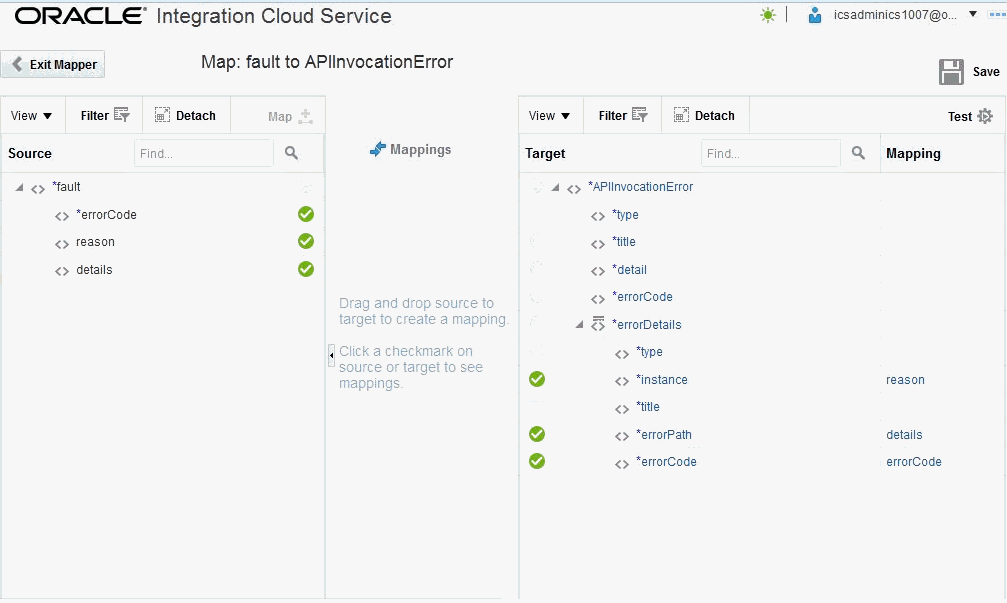 ORACLE® Integration Cloud Service
icsadminics1007@o...
Exit Mapper
Map: fault to APIInvocationError
Save
View Filter Detach Map
View Filter Detach Test
Source Find...
Mappings
Target Find... Mapping
*fault
*errorCode
reason
details
Drag and drop source to
target to create a mapping.
Click a checkmark on
source or target to see
mappings.
*APIInvocationError
*type
*title
*detail
*errorCode
*errorDetails
*type
*instance reason
*title
*errorPath details
*errorCode errorCode